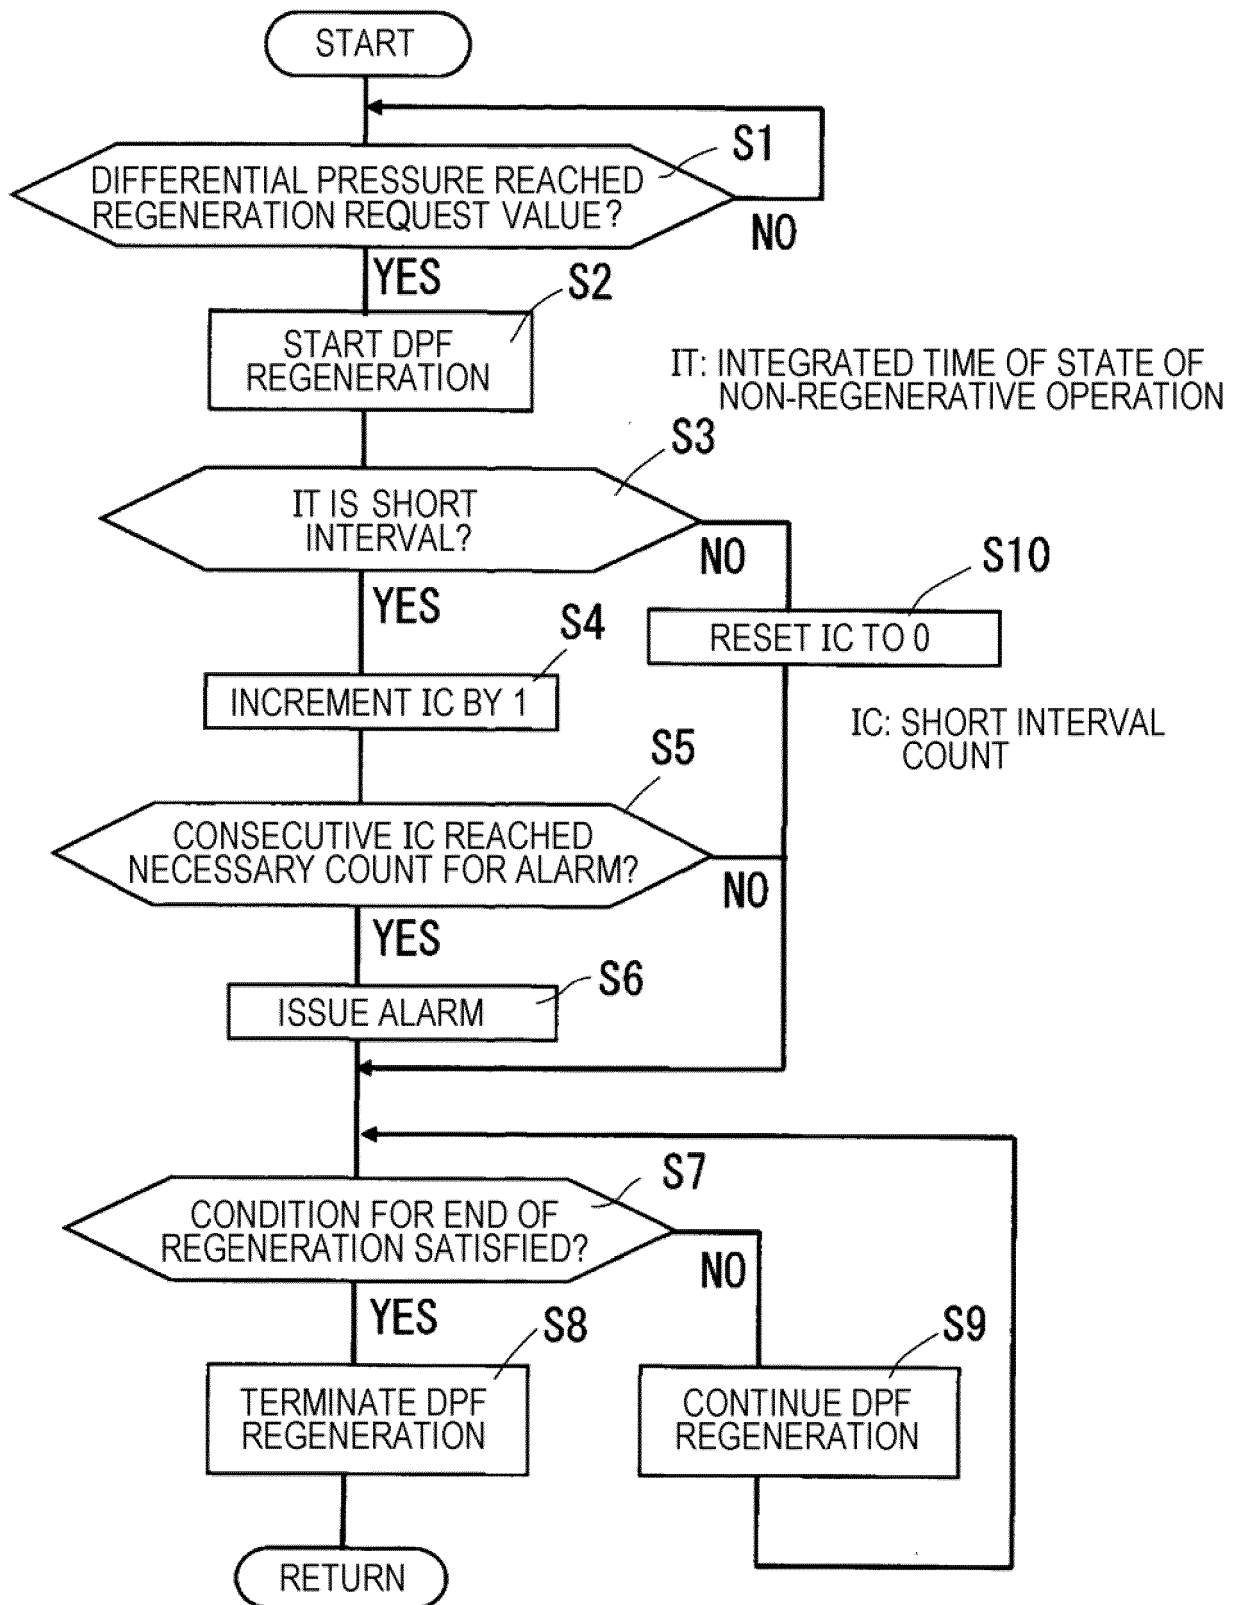 START
S1
DIFFERENTIAL PRESSURE REACHED
REGENERATION REQUEST VALUE?
NO
YES
S2
START DPF
REGENERATION
IT: INTEGRATED TIME OF STATE OF
NON-REGENERATIVE OPERATION
S3
IT IS SHORT
INTERVAL?
NO
YES
S10
RESET IC TO 0
S4
INCREMENT IC BY 1
IC: SHORT INTERVAL
COUNT
S5
CONSECUTIVE IC REACHED
NECESSARY COUNT FOR ALARM?
NO
YES
S6
ISSUE ALARM
S7
CONDITION FOR END OF
REGENERATION SATISFIED?
NO
YES
S8
TERMINATE DPF
REGENERATION
S9
CONTINUE DPF
REGENERATION
RETURN